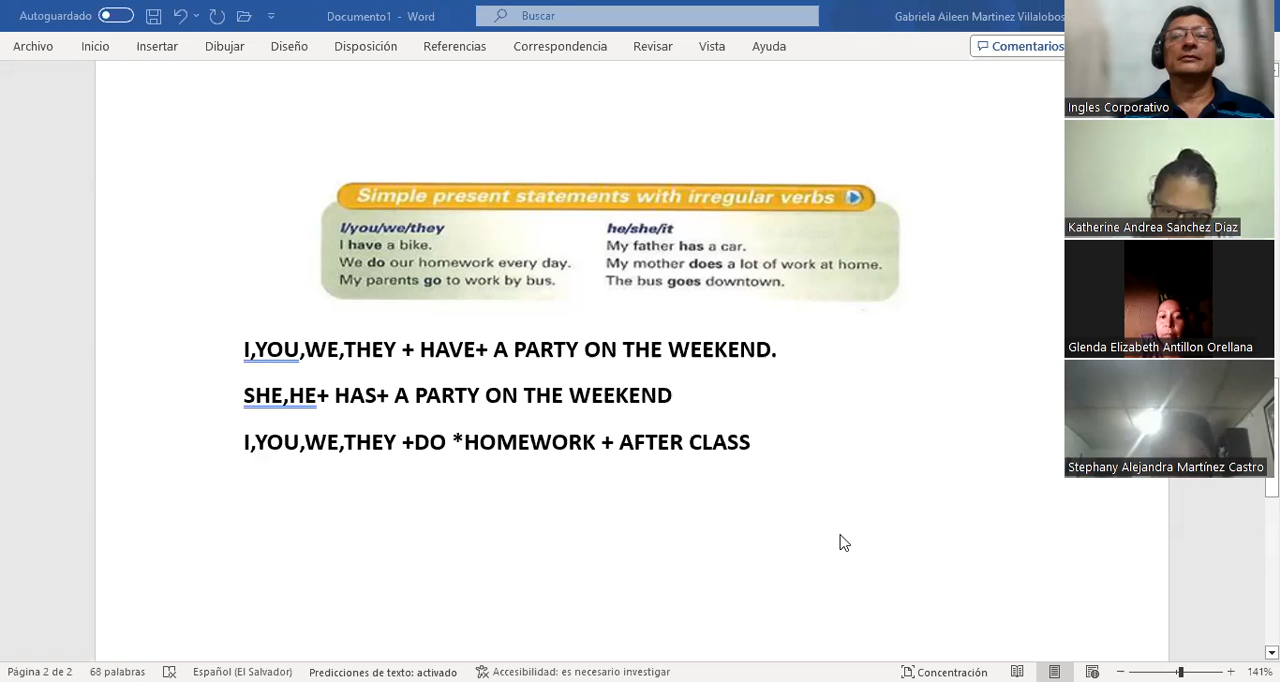 Autoguardado
Documento1 - Word
Buscar
Gabriela Aileen Martinez Villalobos
Archivo Inicio Insertar Dibujar Diseño Disposición Referencias Correspondencia Revisar Vista Ayuda
Comentarios
Ingles Corporativo
Katherine Andrea Sanchez Diaz
Glenda Elizabeth Antillon Orellana
Stephany Alejandra Martínez Castro
Simple present statements with irregular verbs
I/you/we/they
I have a bike.
We do our homework every day.
My parents go to work by bus.
he/she/it
My father has a car.
My mother does a lot of work at home.
The bus goes downtown.
I,YOU,WE,THEY + HAVE+ A PARTY ON THE WEEKEND.
SHE,HE+ HAS+ A PARTY ON THE WEEKEND
I,YOU,WE,THEY +DO *HOMEWORK + AFTER CLASS
Página 2 de 2 68 palabras Español (El Salvador) Predicciones de texto: activado Accesibilidad: es necesario investigar Concentración 141%